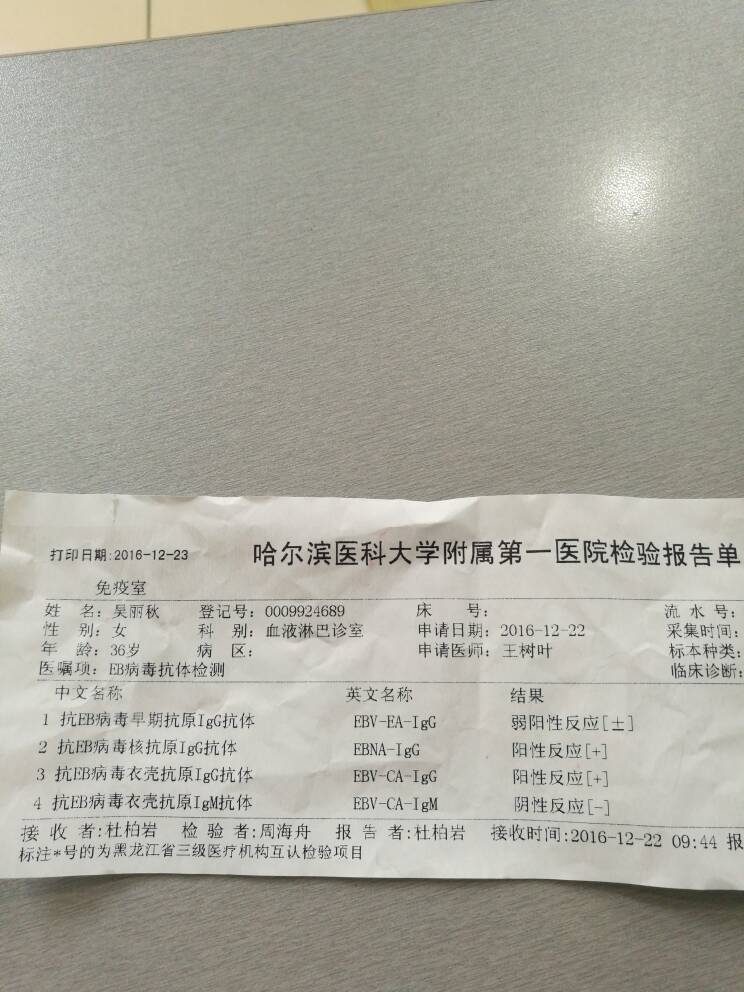 哈尔滨医科大学附属第一医院检验报告单
打印日期:2016-12-23
免疫室
姓 名: 吴丽秋 登记号: 0009924689 床 号: 流 水 号:
性 别: 女 科 别: 血液淋巴诊室 申请日期: 2016-12-22 采集时间:
年 龄: 36岁 病 区: 申请医师: 王树叶 标本种类:
医嘱项: EB病毒抗体检测 临床诊断:
中文名称 英文名称 结果
1 抗EB病毒早期抗原IgG抗体 EBV-EA-IgG 弱阳性反应[±]
2 抗EB病毒核抗原IgG抗体 EBNA-IgG 阳性反应[+]
3 抗EB病毒衣壳抗原IgG抗体 EBV-CA-IgG 阳性反应[+]
4 抗EB病毒衣壳抗原IgM抗体 EBV-CA-IgM 阴性反应[-]
接 收 者:杜柏岩 检 验 者:周海舟 报 告 者:杜柏岩 接收时间:2016-12-22 09:44 报
标注*号的为黑龙江省三级医疗机构互认检验项目